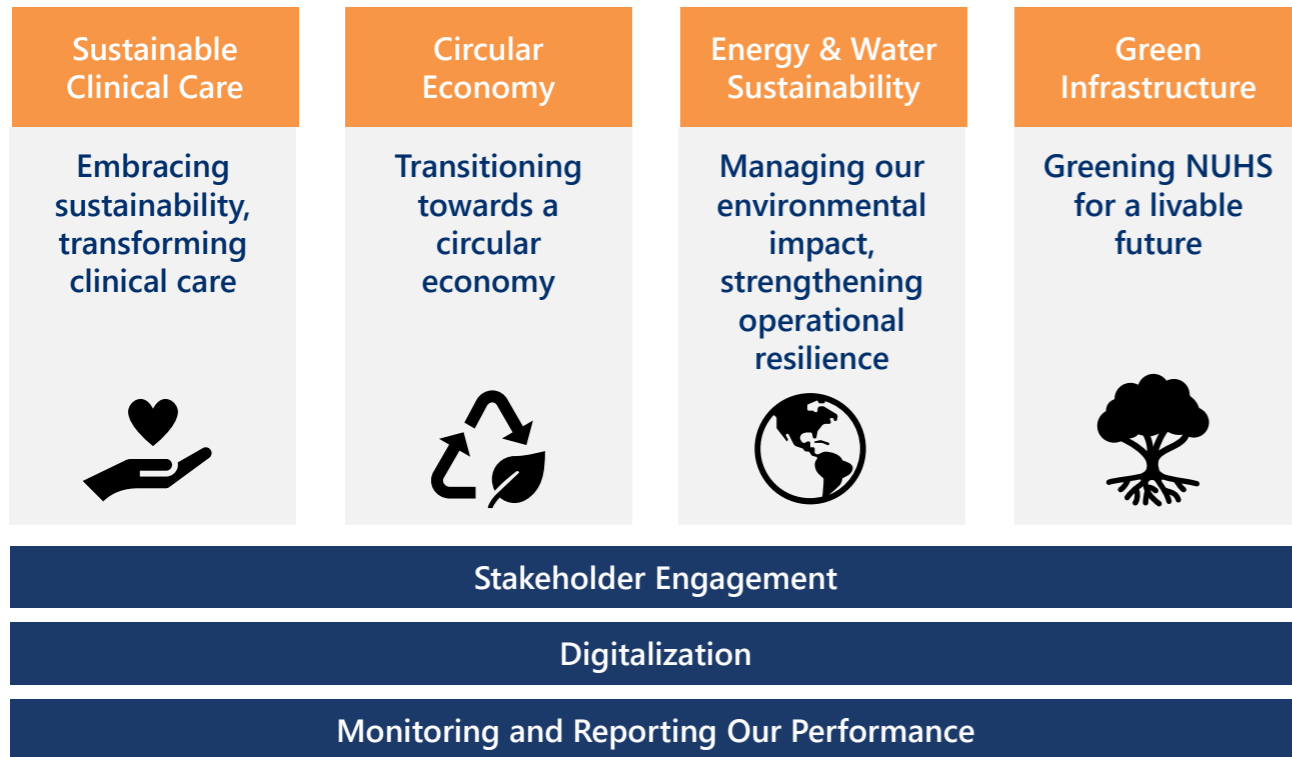 Sustainable
Clinical Care
Embracing
sustainability,
transforming
clinical care
Circular
Economy
Transitioning
towards a
circular
economy
Energy & Water
Sustainability
Managing our
environmental
impact,
strengthening
operational
resilience
Green
Infrastructure
Greening NUHS
for a livable
future
Stakeholder Engagement
Digitalization
Monitoring and Reporting Our Performance